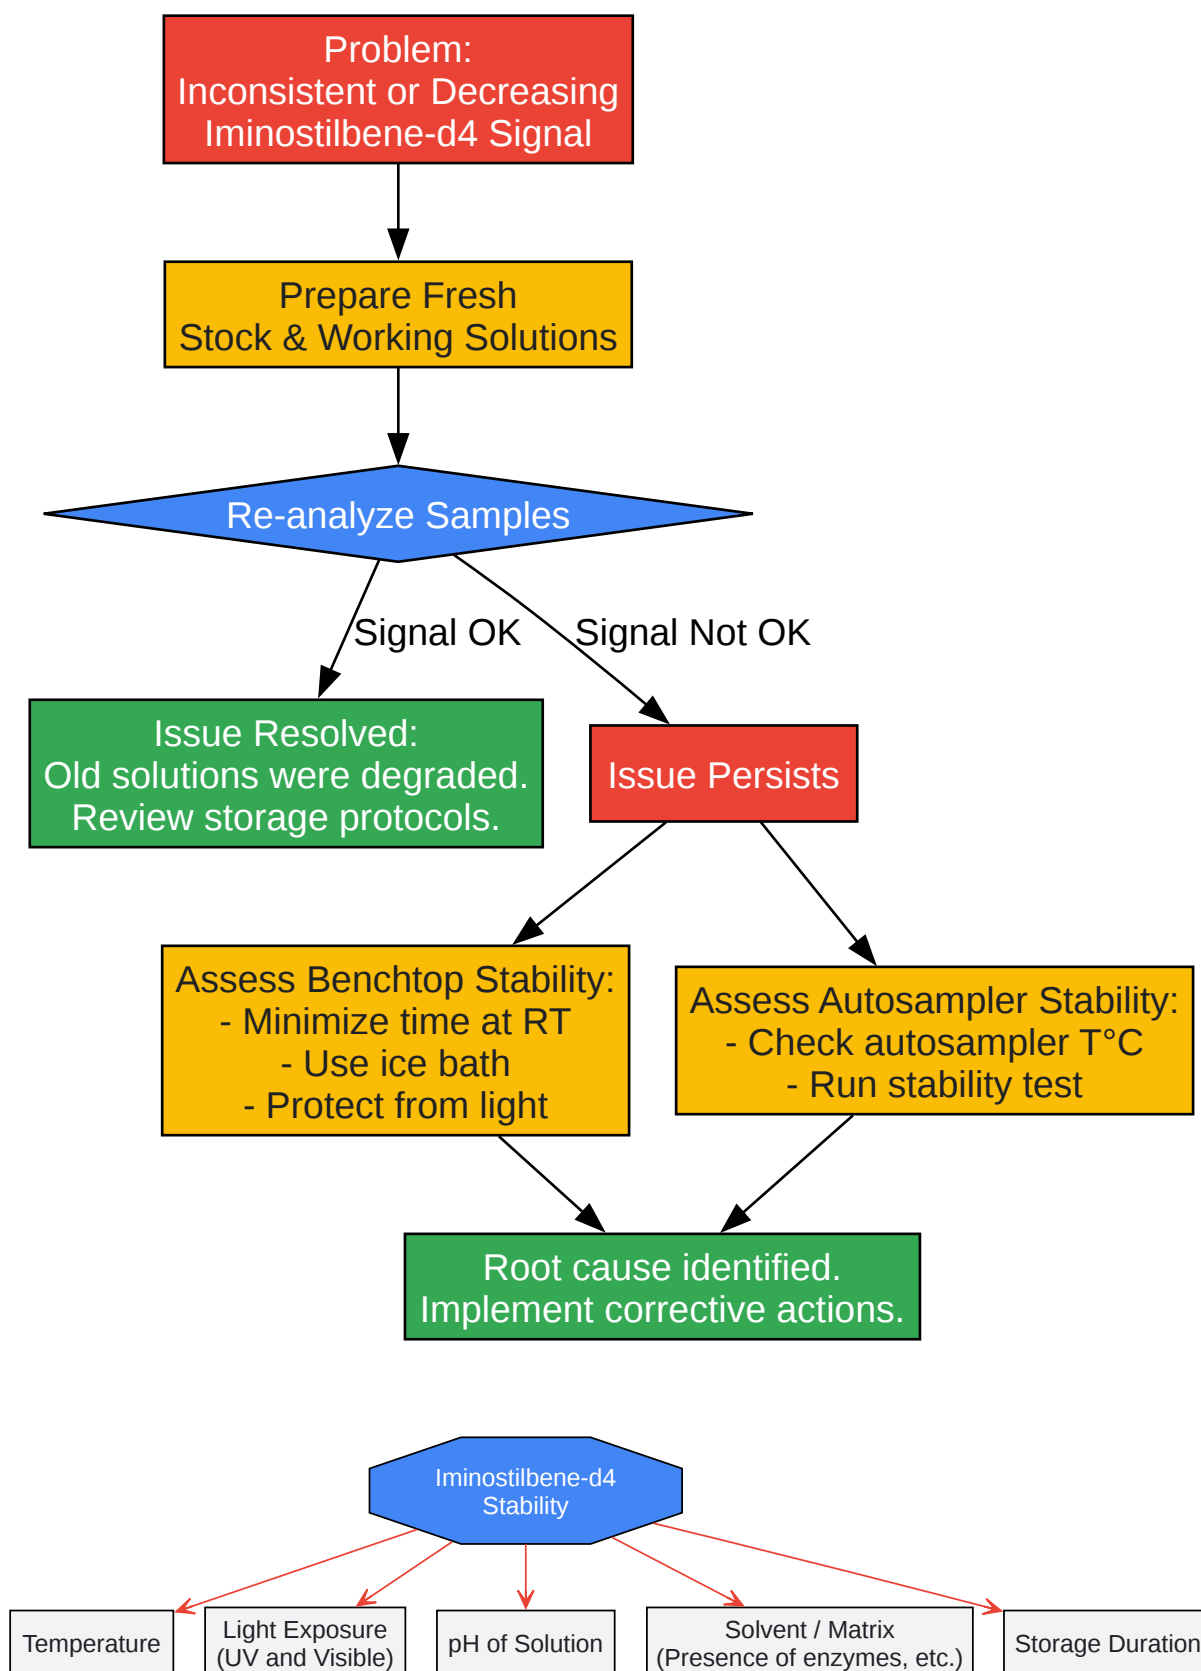 Problem:
Inconsistent or Decreasing
Iminostilbene-d4 Signal
Prepare Fresh
Stock & Working Solutions
Re-analyze Samples
Signal OK
Signal Not OK
Issue Resolved:
Old solutions were degraded.
Review storage protocols.
Issue Persists
Assess Benchtop Stability:
- Minimize time at RT
- Use ice bath
- Protect from light
Assess Autosampler Stability:
- Check autosampler T°C
- Run stability test
Root cause identified.
Implement corrective actions.
Iminostilbene-d4
Stability
Temperature
Light Exposure
(UV and Visible)
pH of Solution
Solvent / Matrix
(Presence of enzymes, etc.)
Storage Duration